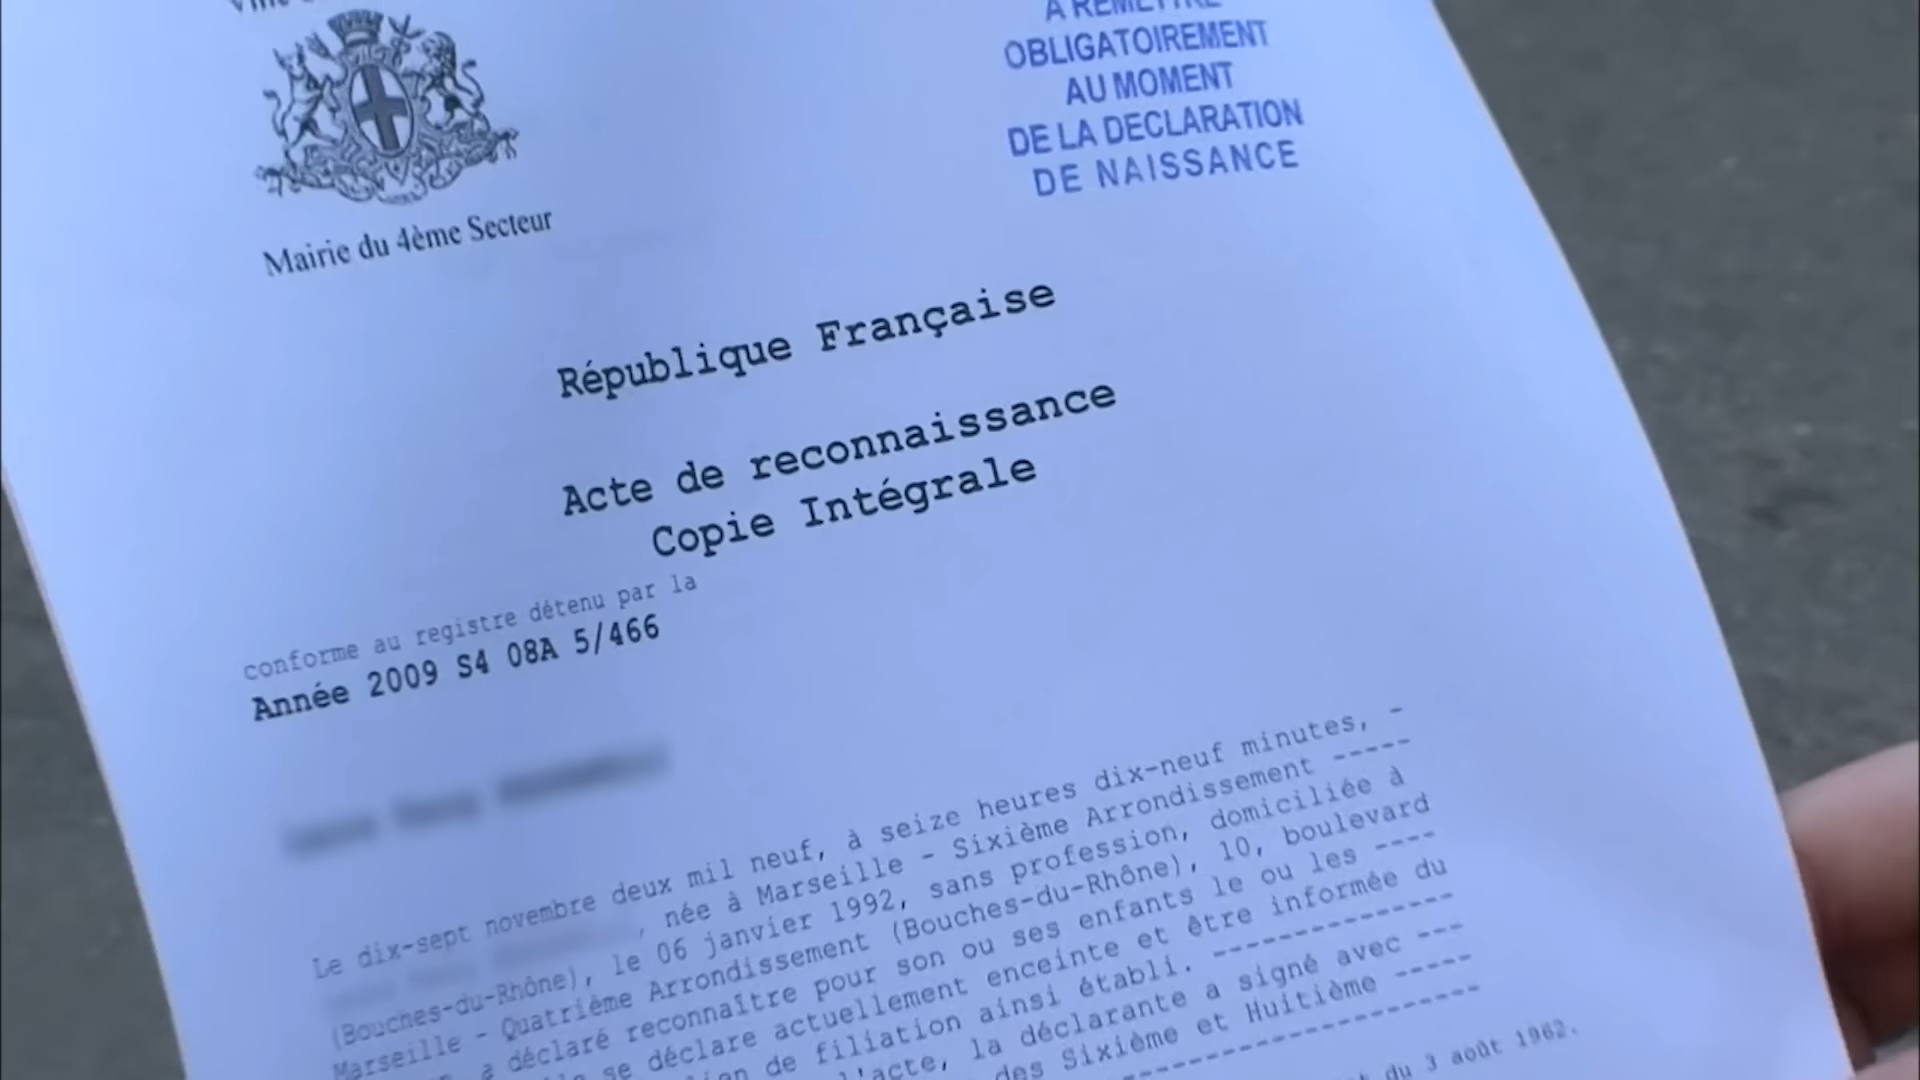 A REMETTRE
OBLIGATOIREMENT
AU MOMENT
DE LA DECLARATION
DE NAISSANCE
Mairie du 4ème Secteur
République Française
Acte de reconnaissance
Copie Intégrale
conforme au registre détenu par la
Année 2009 S4 08A 5/466
Le dix-sept novembre deux mil neuf, à seize heures dix-neuf minutes, -
, née à Marseille - Sixième Arrondissement -----
(Bouches-du-Rhône), le 06 janvier 1992, sans profession, domiciliée à
Marseille - Quatrième Arrondissement (Bouches-du-Rhône), 10, boulevard
a déclaré reconnaître pour son ou ses enfants le ou les ----
se déclare actuellement enceinte et être informée du
de filiation ainsi établi. --------------
l'acte, la déclarante a signé avec ---
des Sixième et Huitième -----
du 3 août 1962.